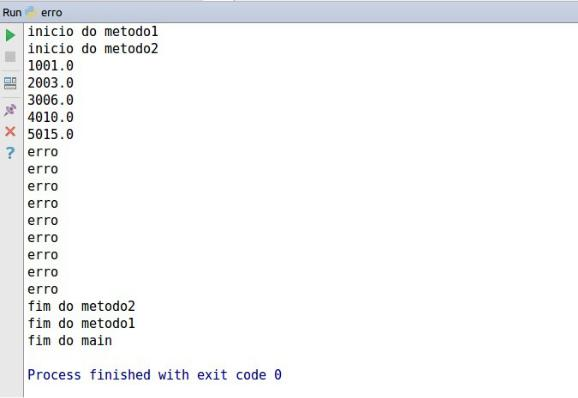 Run erro
inicio do metodo1
inicio do metodo2
1001.0
2003.0
3006.0
4010.0
5015.0
erro
erro
erro
erro
erro
erro
erro
erro
erro
fim do metodo2
fim do metodo1
fim do main
Process finished with exit code 0